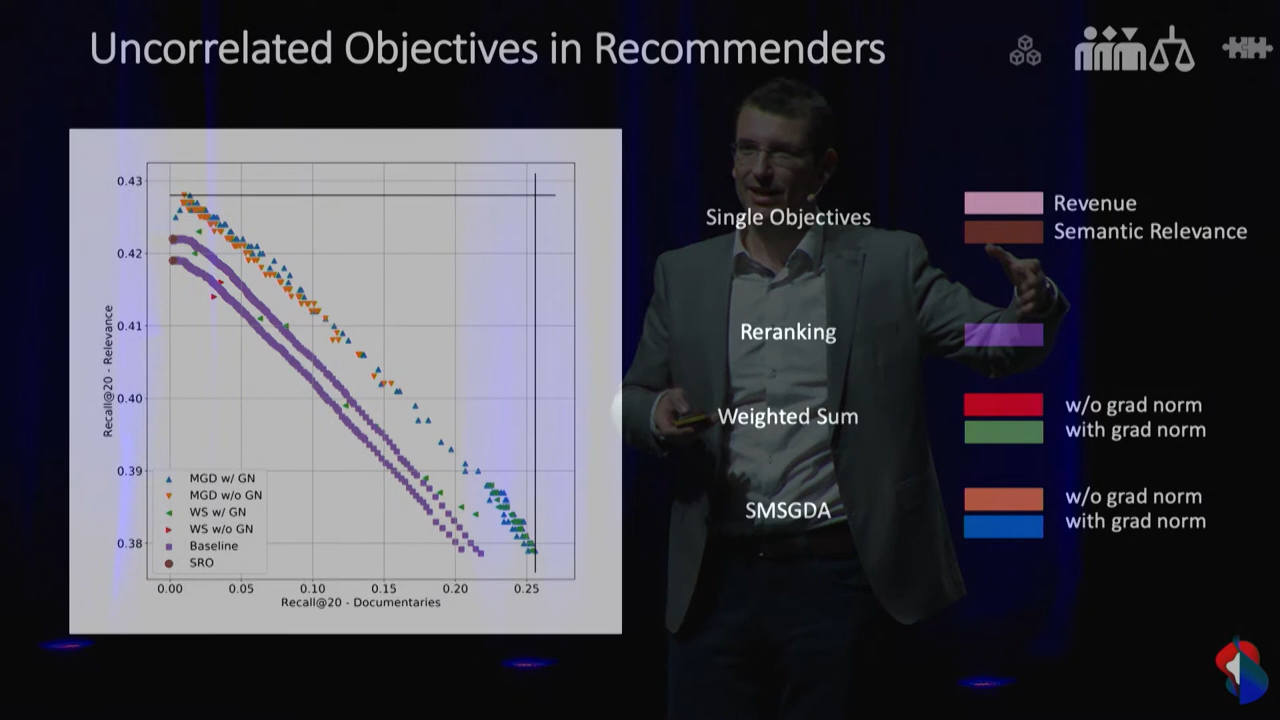 Uncorrelated Objectives in Recommenders
0.43
0.42
0.41
0.40
0.39
0.38
Recall@20 - Relevance
MGD w/ GN
MGD w/o GN
WS w/ GN
WS w/o GN
Baseline
SRO
0.00 0.05 0.10 0.15 0.20 0.25
Recall@20 - Documentaries
Single Objectives
Revenue
Semantic Relevance
Reranking
Weighted Sum
w/o grad norm
with grad norm
SMSGDA
w/o grad norm
with grad norm